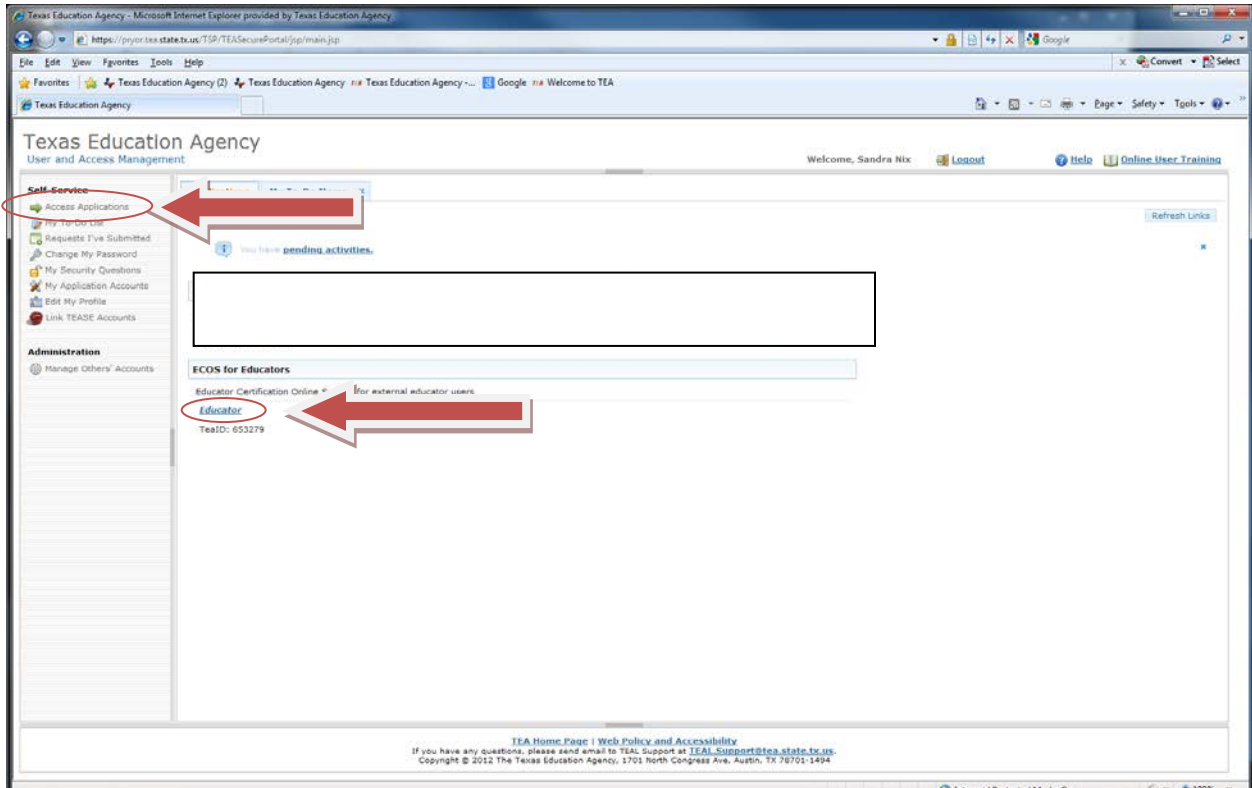 Texas Education Agency - Microsoft Internet Explorer provided by Texas Education Agency
https://pryor.tea.state.tx.us/TSP/TEASecurePortal/jsp/main.jsp
Google
File Edit View Favorites Tools Help
Convert Select
Favorites Texas Education Agency (2) Texas Education Agency Texas Education Agency -... Google Welcome to TEA
Texas Education Agency
Page Safety Tools
Texas Education Agency
User and Access Management
Welcome, Sandra Nix Logout Help Online User Training
Self-Service
Access Applications
My To-Do List
Requests I've Submitted
Change My Password
My Security Questions
My Application Accounts
Edit My Profile
Link TEASE Accounts
Administration
Manage Others' Accounts
Refresh Links
You have pending activities.
ECOS for Educators
Educator Certification Online for external educator users
Educator
TeaID: 653279
TEA Home Page | Web Policy and Accessibility
If you have any questions, please send email to TEAL Support at TEAL.Support@tea.state.tx.us.
Copyright © 2012 The Texas Education Agency, 1701 North Congress Ave, Austin, TX 78701-1494